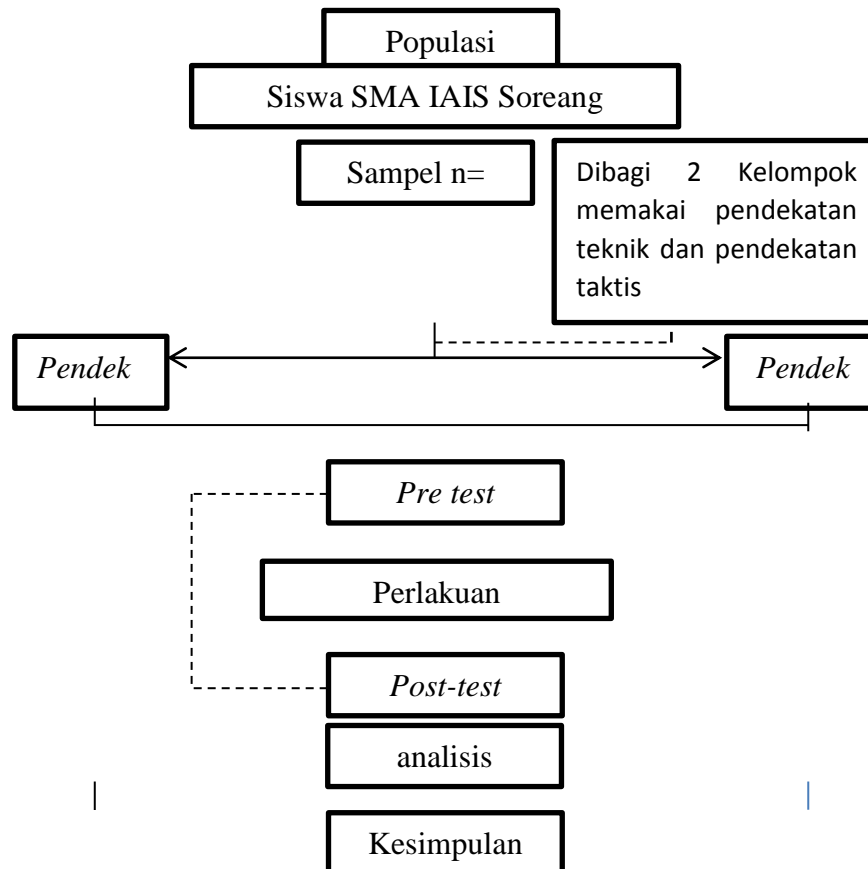 Populasi
Siswa SMA IAIS Soreang
Sampel n=
Dibagi 2 Kelompok
memakai pendekatan
teknik dan pendekatan
taktis
Pendek
Pendek
Pre test
Perlakuan
Post-test
analisis
Kesimpulan